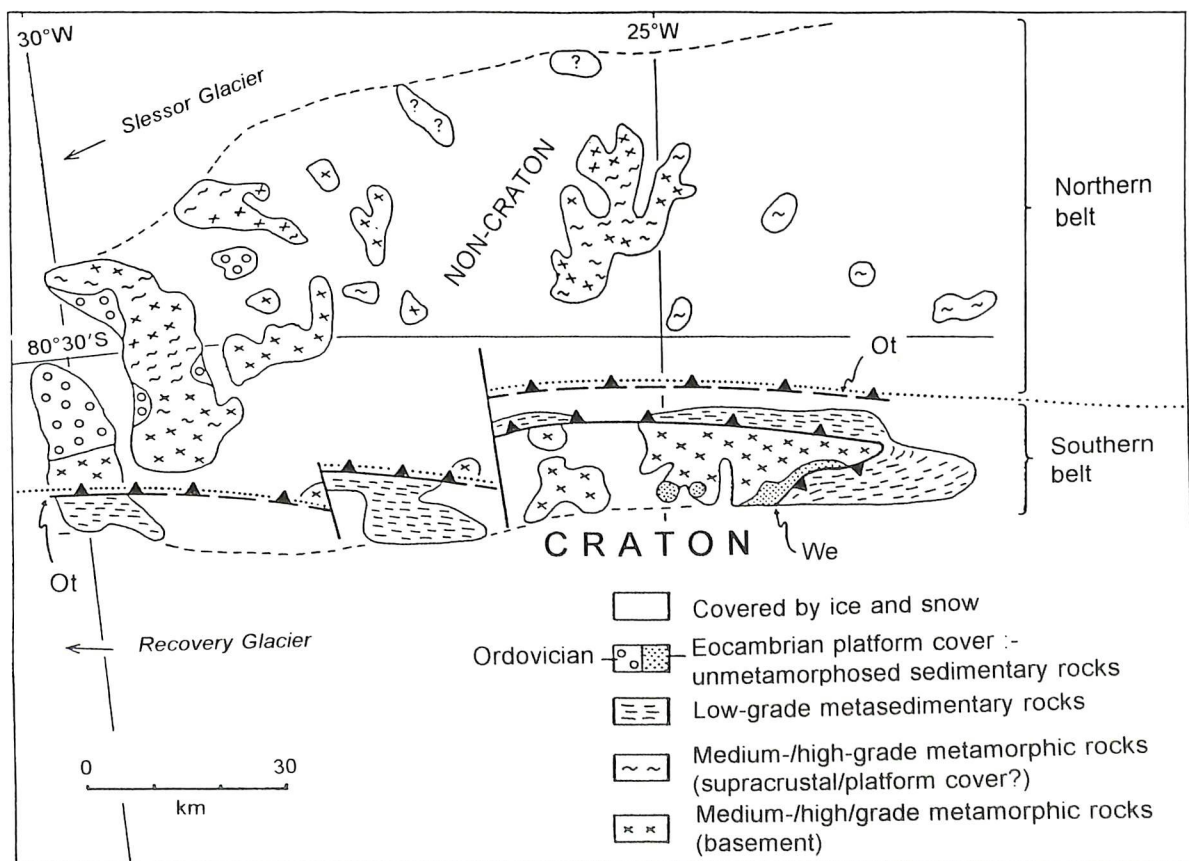 30°W
25°W
Slessor Glacier
?
?
?
NON-CRATON
Northern
belt
80°30'S
Ot
Southern
belt
CRATON
We
Ot
Recovery Glacier
Covered by ice and snow
Ordovician
Eocambrian platform cover :-
unmetamorphosed sedimentary rocks
Low-grade metasedimentary rocks
Medium-/high-grade metamorphic rocks
(supracrustal/platform cover?)
Medium-/high/grade metamorphic rocks
(basement)
0
30
km